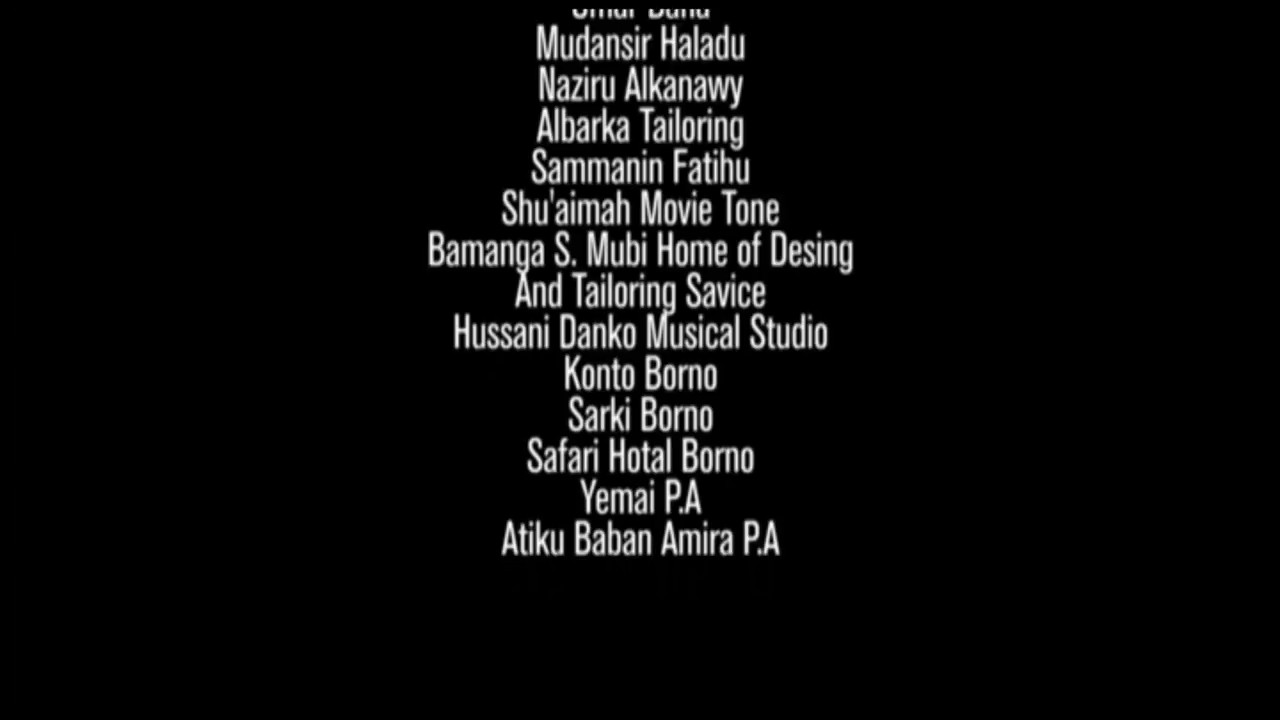 Mudansir Haladu
Naziru Alkanawy
Albarka Tailoring
Sammanin Fatihu
Shu'aimah Movie Tone
Bamanga S. Mubi Home of Desing
And Tailoring Savice
Hussani Danko Musical Studio
Konto Borno
Sarki Borno
Safari Hotal Borno
Yemai P.A
Atiku Baban Amira P.A